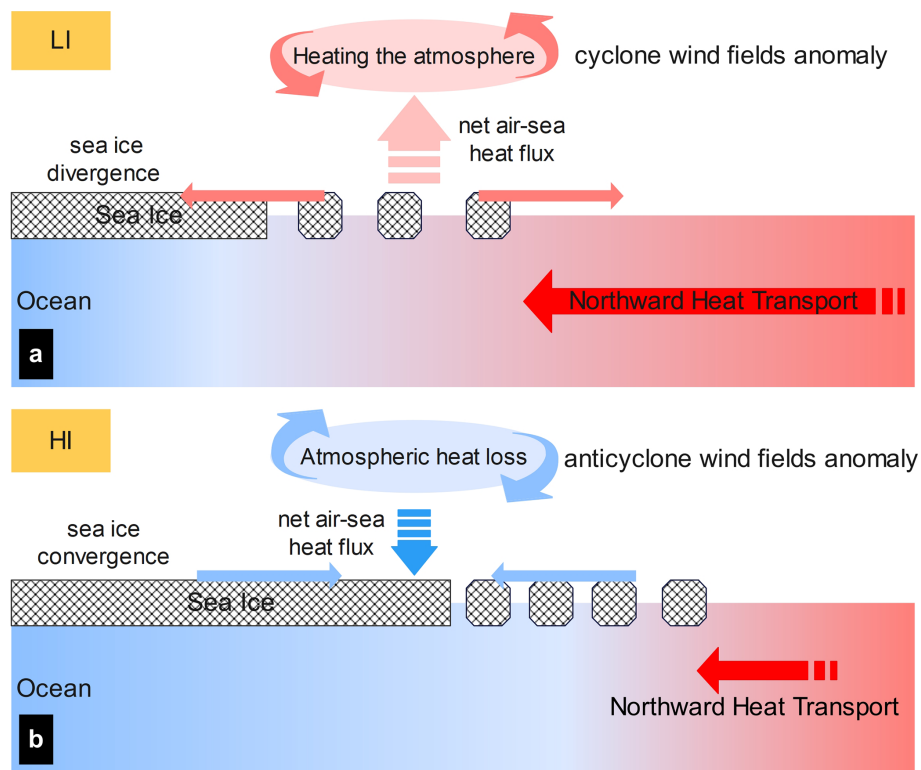 LI
Heating the atmosphere
cyclone wind fields anomaly
net air-sea
heat flux
sea ice
divergence
Sea Ice
Ocean
Northward Heat Transport
a
HI
Atmospheric heat loss
anticyclone wind fields anomaly
net air-sea
heat flux
sea ice
convergence
Sea Ice
Ocean
Northward Heat Transport
b